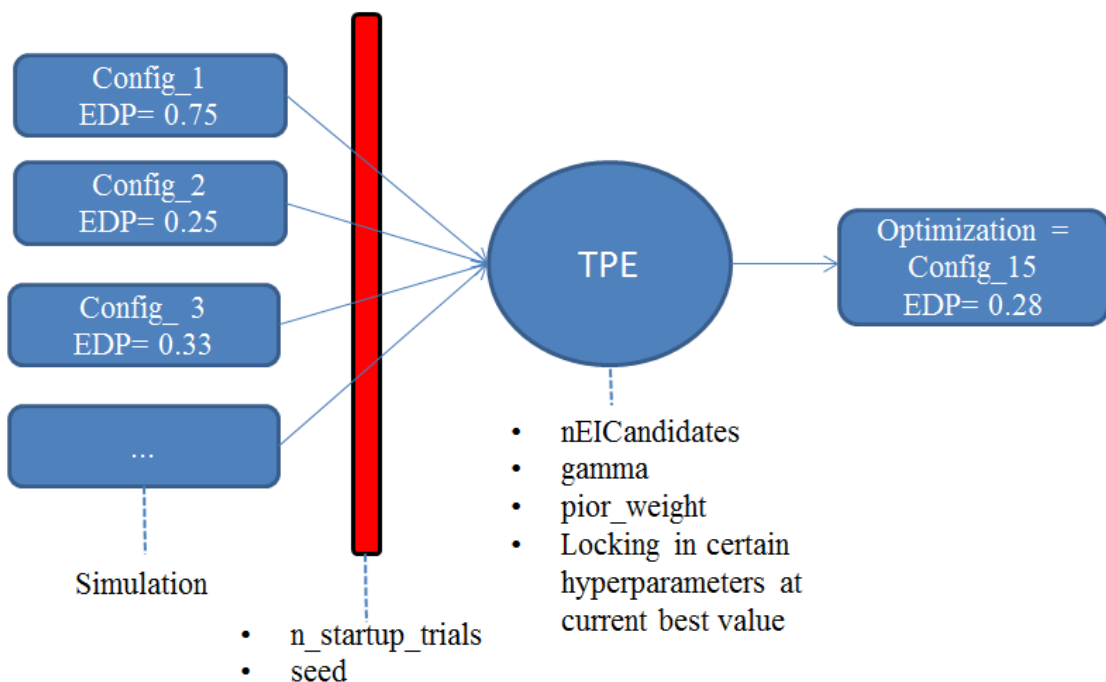 Config_1
EDP= 0.75
Config_2
EDP= 0.25
Config_ 3
EDP= 0.33
...
Simulation
• n_startup_trials
• seed
TPE
• nEICandidates
• gamma
• pior_weight
• Locking in certain
hyperparameters at
current best value
Optimization =
Config_15
EDP= 0.28